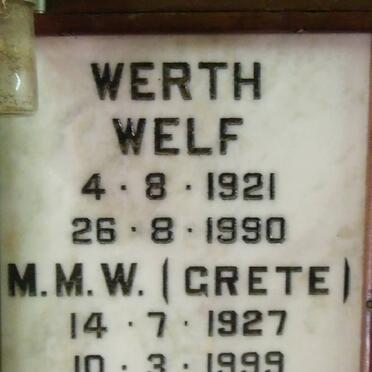 WERTH
WELF
4 · 8 · 1921
26 · 8 · 1990
M.M.W. (GRETE)
14 · 7 · 1927
10 · 3 · 1999